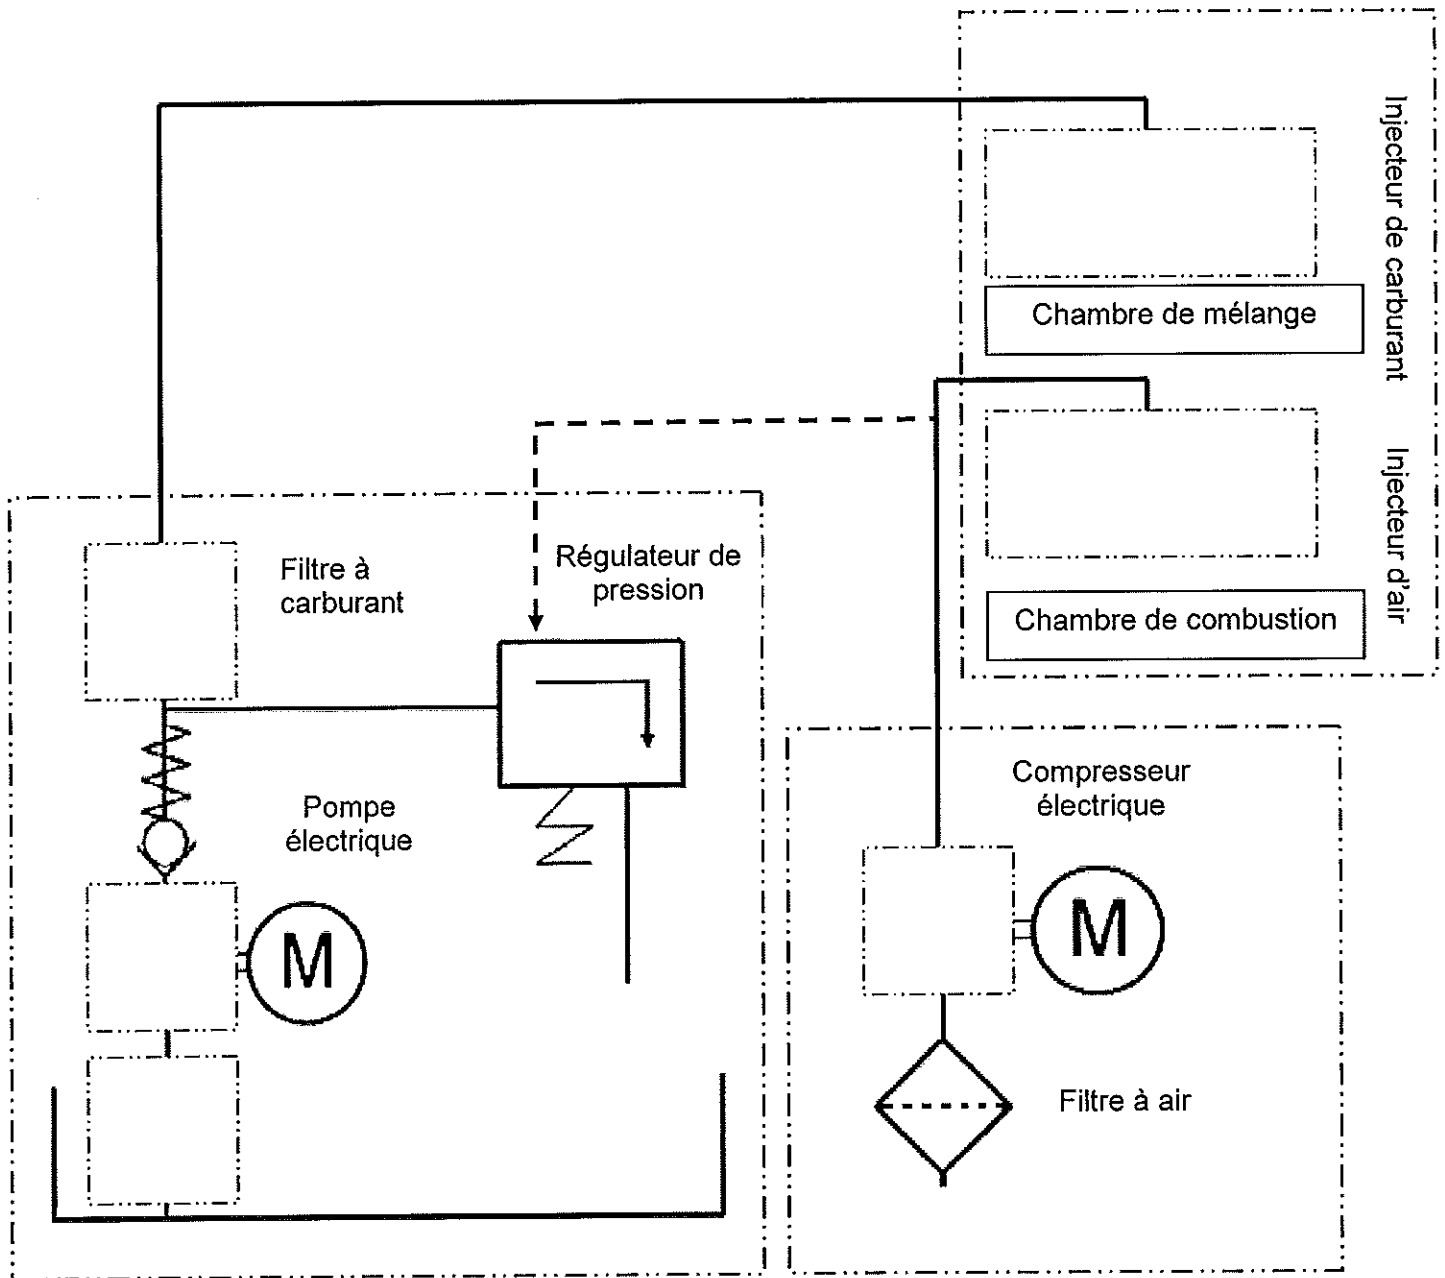 Injecteur de carburant
Chambre de mélange
Injecteur d'air
Chambre de combustion
Filtre à
carburant
Régulateur de
pression
Pompe
électrique
M
Compresseur
électrique
M
Filtre à air